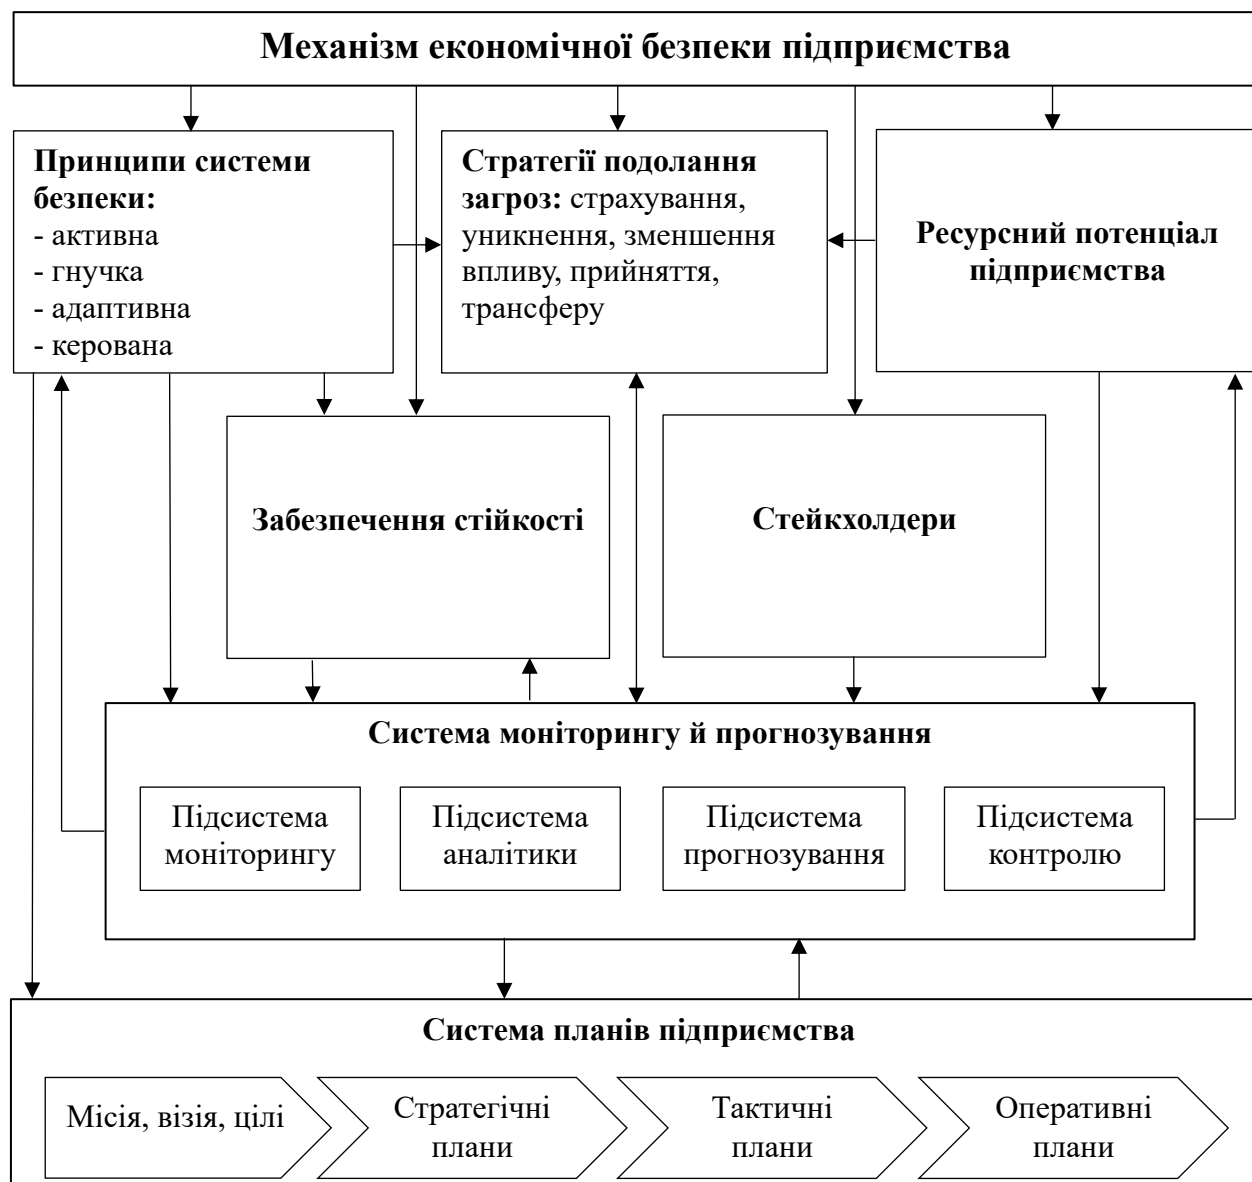 Механізм економічної безпеки підприємства
Принципи системи
безпеки:
- активна
- гнучка
- адаптивна
- керована
Стратегії подолання
загроз: страхування,
уникнення, зменшення
впливу, прийняття,
трансферу
Ресурсний потенціал
підприємства
Забезпечення стійкості
Стейкхолдери
Система моніторингу й прогнозування
Підсистема
моніторингу
Підсистема
аналітики
Підсистема
прогнозування
Підсистема
контролю
Система планів підприємства
Місія, візія, цілі
Стратегічні
плани
Тактичні
плани
Оперативні
плани